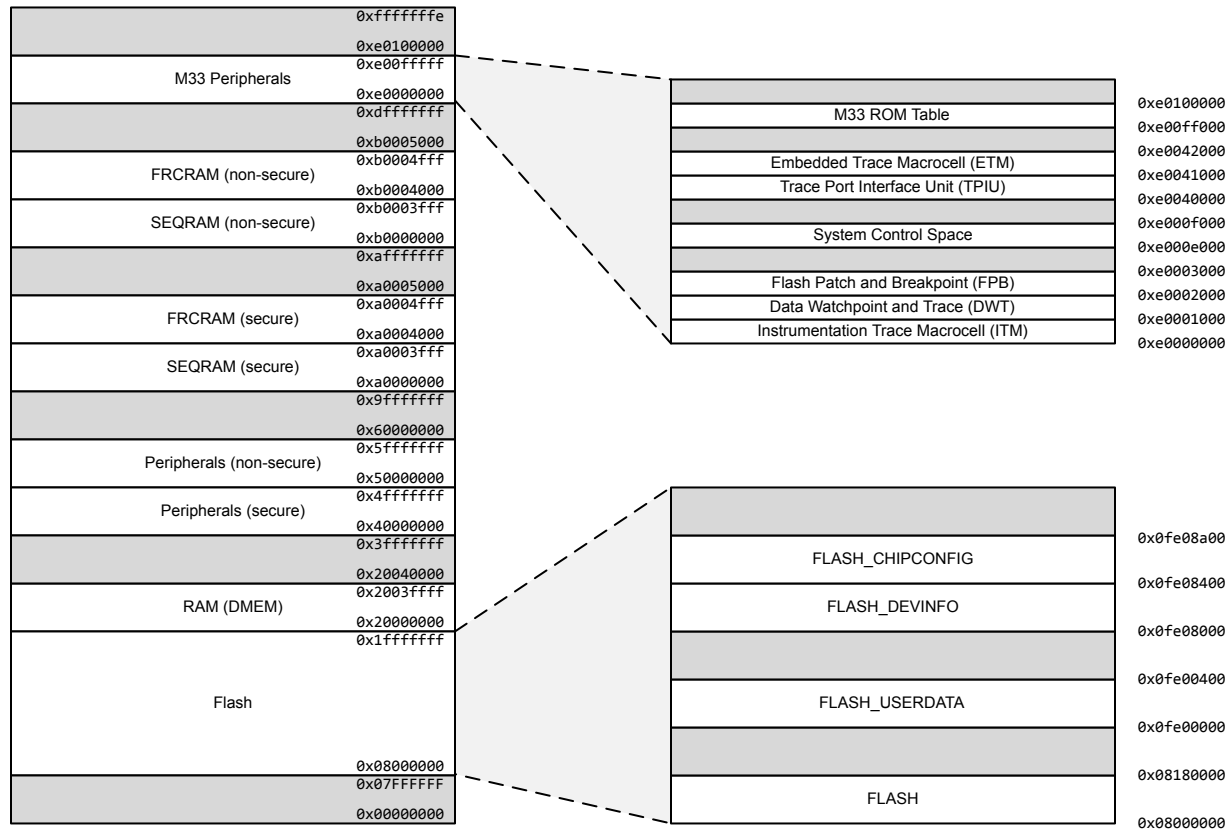 0xfffffffe
0xe0100000
0xe00fffff
M33 Peripherals
0xe0000000
0xdfffffff
0xb0005000
0xb0004fff
FRCRAM (non-secure)
0xb0004000
0xb0003fff
SEQRAM (non-secure)
0xb0000000
0xafffffff
0xa0005000
0xa0004fff
FRCRAM (secure)
0xa0004000
0xa0003fff
SEQRAM (secure)
0xa0000000
0x9fffffff
0x60000000
0x5fffffff
Peripherals (non-secure)
0x50000000
0x4fffffff
Peripherals (secure)
0x40000000
0x3fffffff
0x20040000
0x2003ffff
RAM (DMEM)
0x20000000
0x1fffffff
Flash
0x08000000
0x07FFFFFF
0x00000000
0xe0100000
M33 ROM Table
0xe00ff000
0xe0042000
Embedded Trace Macrocell (ETM)
0xe0041000
Trace Port Interface Unit (TPIU)
0xe0040000
0xe000f000
System Control Space
0xe000e000
0xe0003000
Flash Patch and Breakpoint (FPB)
0xe0002000
Data Watchpoint and Trace (DWT)
0xe0001000
Instrumentation Trace Macrocell (ITM)
0xe0000000
0x0fe08a00
FLASH_CHIPCONFIG
0x0fe08400
FLASH_DEVINFO
0x0fe08000
0x0fe00400
FLASH_USERDATA
0x0fe00000
0x08180000
FLASH
0x08000000